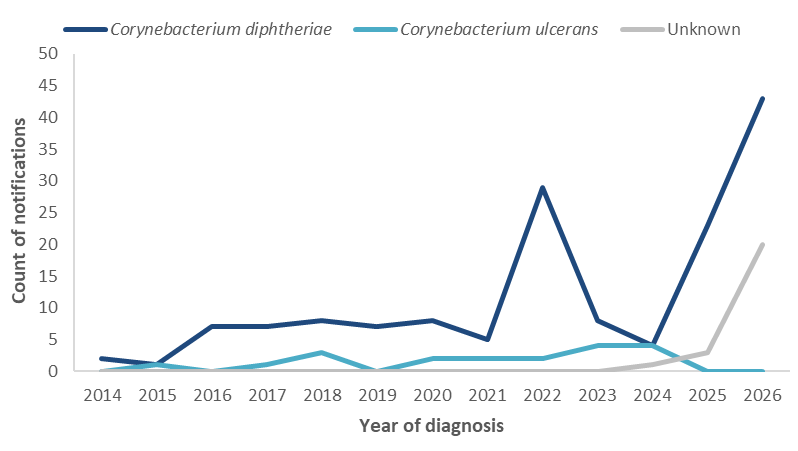 Corynebacterium diphtheriae Corynebacterium ulcerans Unknown
50
45
40
35
30
25
20
15
10
5
0
Count of notifications
2014 2015 2016 2017 2018 2019 2020 2021 2022 2023 2024 2025 2026
Year of diagnosis